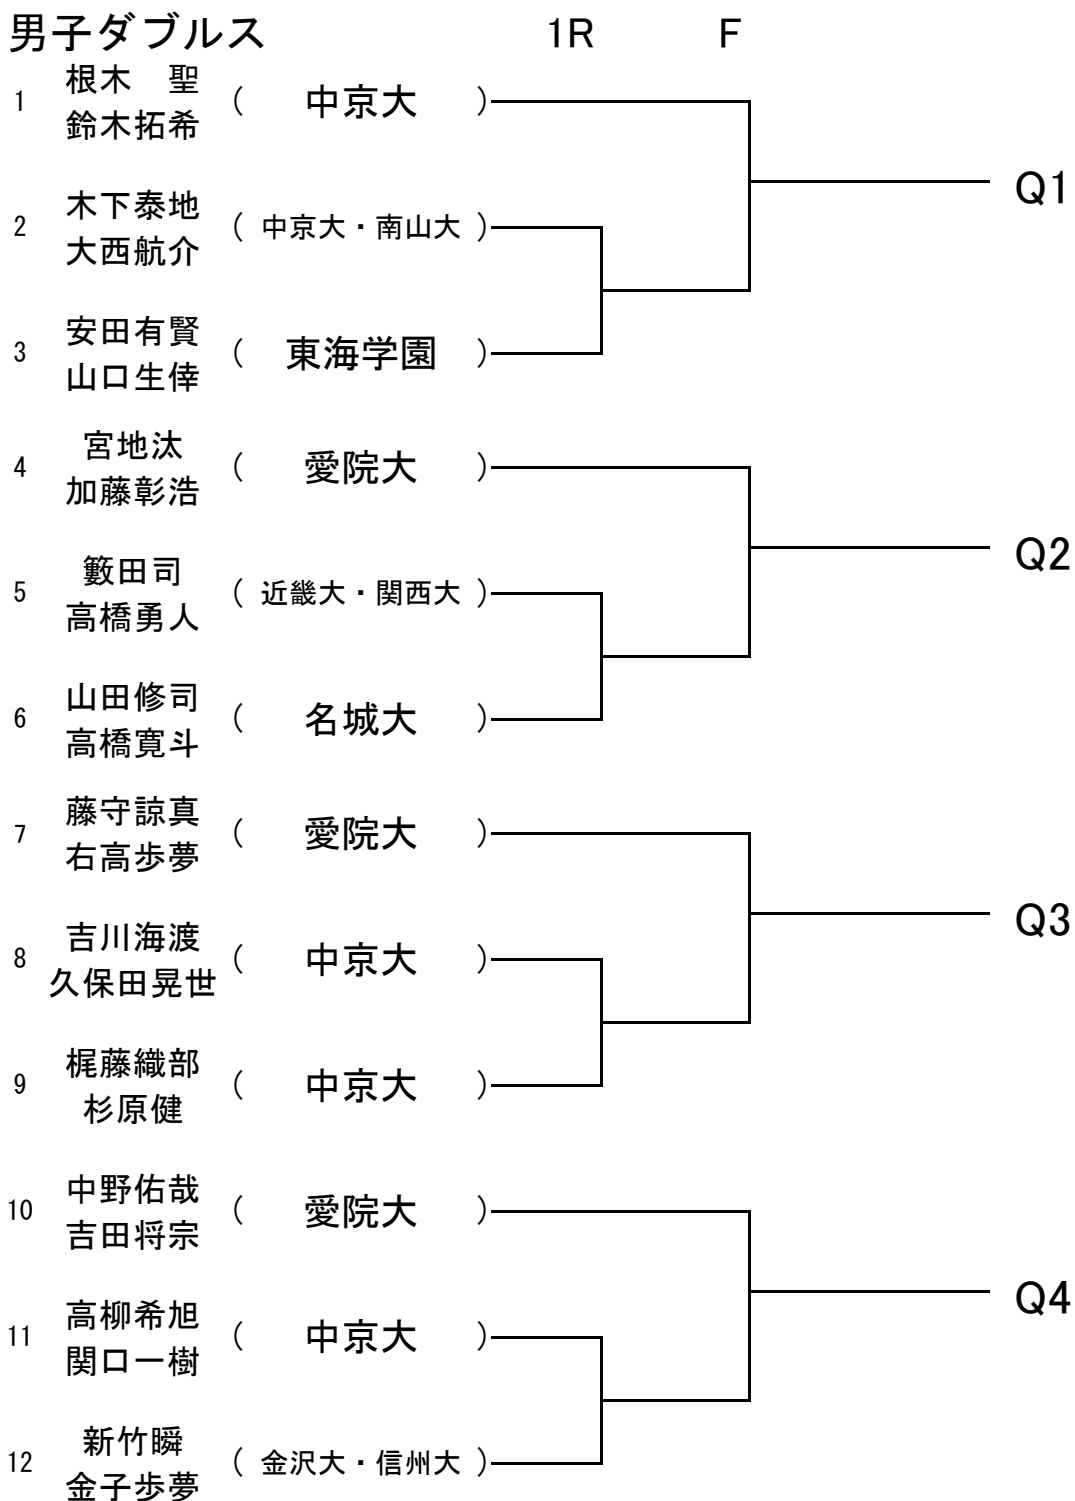 男子ダブルス 1R F
1 根木　聖 鈴木拓希 ( 中京大 ) Q1
2 木下泰地 大西航介 ( 中京大・南山大 )
3 安田有賢 山口生倖 ( 東海学園 )
4 宮地汰 加藤彰浩 ( 愛院大 ) Q2
5 籔田司 高橋勇人 ( 近畿大・関西大 )
6 山田修司 高橋寛斗 ( 名城大 )
7 藤守諒真 右高歩夢 ( 愛院大 ) Q3
8 吉川海渡 久保田晃世 ( 中京大 )
9 梶藤織部 杉原健 ( 中京大 )
10 中野佑哉 吉田将宗 ( 愛院大 ) Q4
11 高柳希旭 関口一樹 ( 中京大 )
12 新竹瞬 金子歩夢 ( 金沢大・信州大 )